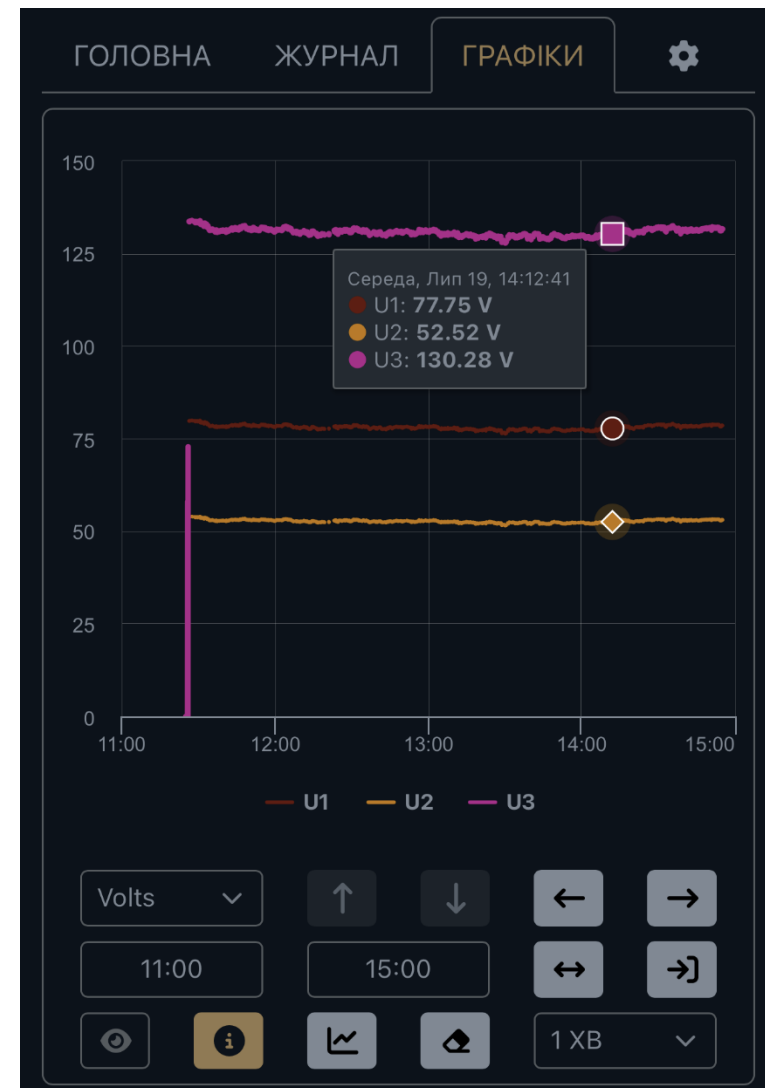 ГОЛОВНА ЖУРНАЛ ГРАФІКИ
150
125
Середа, Лип 19, 14:12:41
U1: 77.75 V
U2: 52.52 V
U3: 130.28 V
100
75
50
25
0
11:00 12:00 13:00 14:00 15:00
U1 U2 U3
Volts
11:00 15:00
1 ХВ